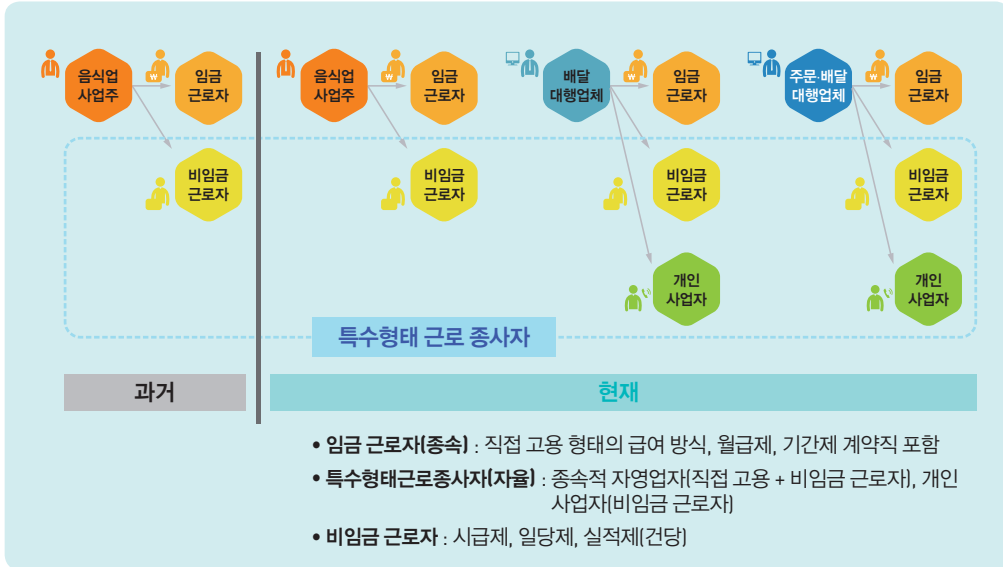 음식업
사업주
임금
근로자
음식업
사업주
임금
근로자
배달
대행업체
임금
근로자
주문·배달
대행업체
임금
근로자
비임금
근로자
비임금
근로자
비임금
근로자
비임금
근로자
개인
사업자
개인
사업자
특수형태 근로 종사자
과거
현재
• 임금 근로자(종속) : 직접 고용 형태의 급여 방식, 월급제, 기간제 계약직 포함
• 특수형태근로종사자(자율) : 종속적 자영업자(직접 고용 + 비임금 근로자), 개인
사업자(비임금 근로자)
• 비임금 근로자 : 시급제, 일당제, 실적제(건당)